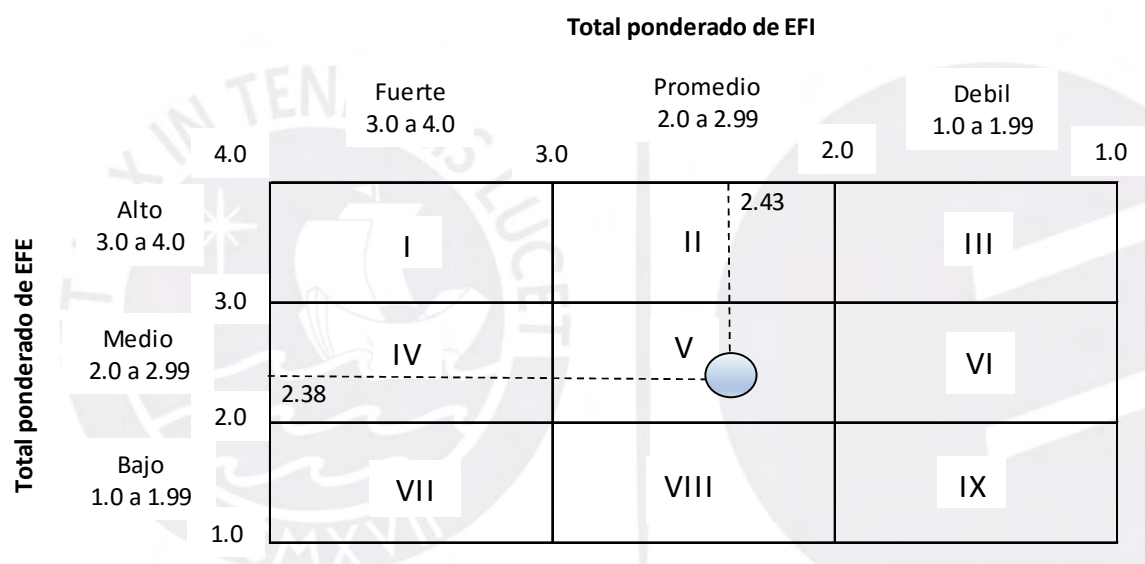 Total ponderado de EFI
Fuerte
3.0 a 4.0
Promedio
2.0 a 2.99
Debil
1.0 a 1.99
4.0
3.0
2.0
1.0
Total ponderado de EFE
Alto
3.0 a 4.0
I
II
2.43
III
3.0
Medio
2.0 a 2.99
IV
V
VI
2.38
2.0
Bajo
1.0 a 1.99
VII
VIII
IX
1.0